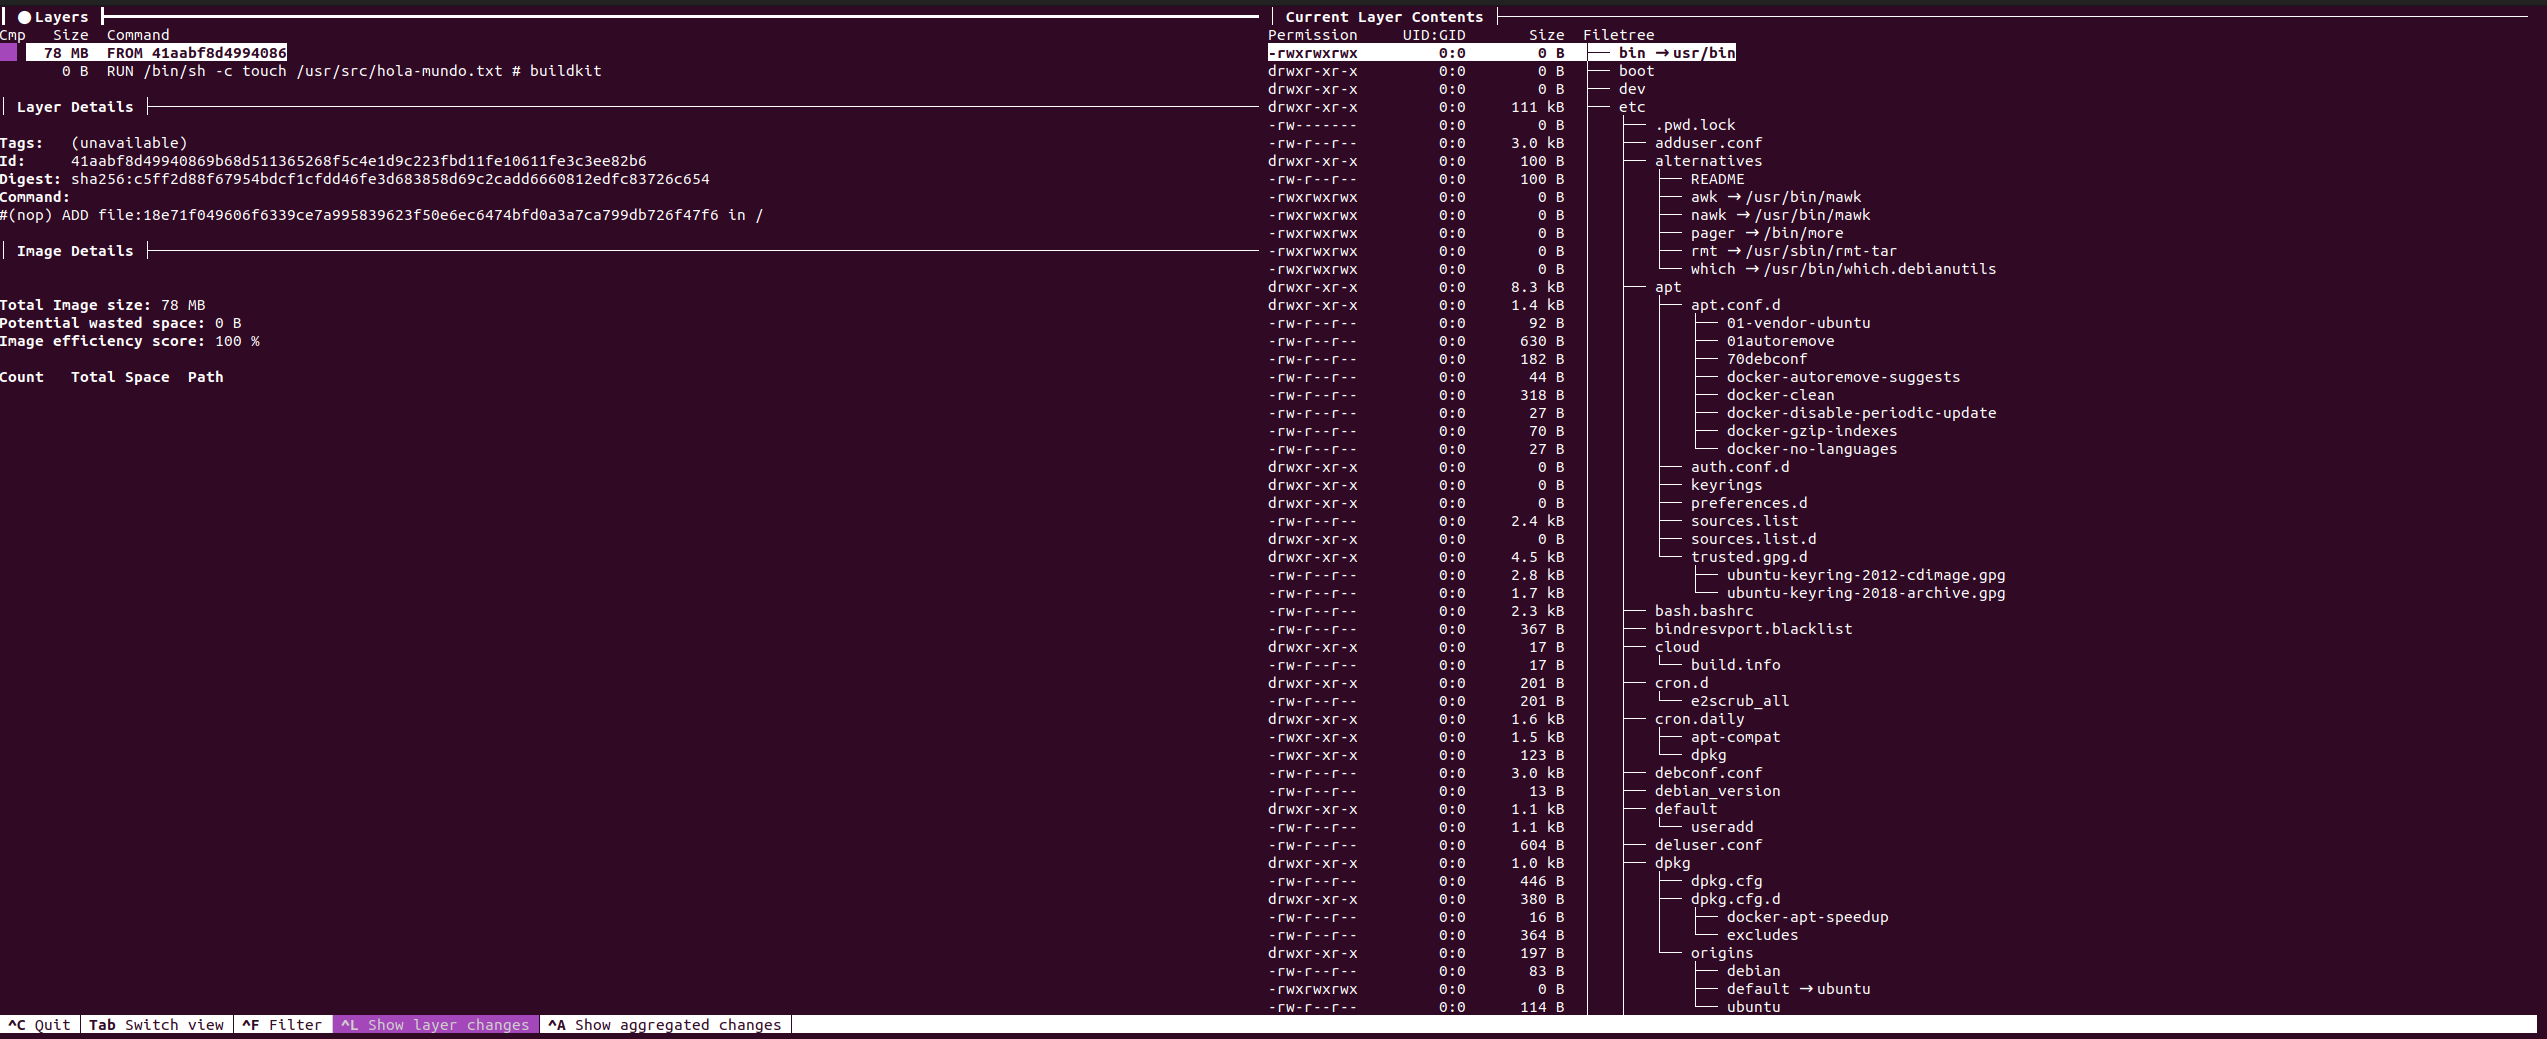 Layers
Cmp Size Command
78 MB FROM 41aabf8d4994086
0 B RUN /bin/sh -c touch /usr/src/hola-mundo.txt # buildkit
Layer Details
Tags: (unavailable)
Id: 41aabf8d49940869b68d511365268f5c4e1d9c223fbd11fe10611fe3c3ee82b6
Digest: sha256:c5ff2d88f67954bdcf1cfdd46fe3d683858d69c2cadd6660812edfc83726c654
Command:
#(nop) ADD file:18e71f049606f6339ce7a995839623f50e6ec6474bfd0a3a7ca799db726f47f6 in /
Image Details
Total Image size: 78 MB
Potential wasted space: 0 B
Image efficiency score: 100 %
Count Total Space Path
Current Layer Contents
Permission UID:GID Size Filetree
-rwxrwxrwx 0:0 0 B ├── bin → usr/bin
drwxr-xr-x 0:0 0 B ├── boot
drwxr-xr-x 0:0 0 B ├── dev
drwxr-xr-x 0:0 111 kB ├── etc
-rw------- 0:0 0 B │ ├── .pwd.lock
-rw-r--r-- 0:0 3.0 kB │ ├── adduser.conf
drwxr-xr-x 0:0 100 B │ ├── alternatives
-rw-r--r-- 0:0 100 B │ │ ├── README
-rwxrwxrwx 0:0 0 B │ │ ├── awk → /usr/bin/mawk
-rwxrwxrwx 0:0 0 B │ │ ├── nawk → /usr/bin/mawk
-rwxrwxrwx 0:0 0 B │ │ ├── pager → /bin/more
-rwxrwxrwx 0:0 0 B │ │ ├── rmt → /usr/sbin/rmt-tar
-rwxrwxrwx 0:0 0 B │ │ └── which → /usr/bin/which.debianutils
drwxr-xr-x 0:0 8.3 kB │ ├── apt
drwxr-xr-x 0:0 1.4 kB │ │ ├── apt.conf.d
-rw-r--r-- 0:0 92 B │ │ │ ├── 01-vendor-ubuntu
-rw-r--r-- 0:0 630 B │ │ │ ├── 01autoremove
-rw-r--r-- 0:0 182 B │ │ │ ├── 70debconf
-rw-r--r-- 0:0 44 B │ │ │ ├── docker-autoremove-suggests
-rw-r--r-- 0:0 318 B │ │ │ ├── docker-clean
-rw-r--r-- 0:0 27 B │ │ │ ├── docker-disable-periodic-update
-rw-r--r-- 0:0 70 B │ │ │ ├── docker-gzip-indexes
-rw-r--r-- 0:0 27 B │ │ │ └── docker-no-languages
drwxr-xr-x 0:0 0 B │ │ ├── auth.conf.d
drwxr-xr-x 0:0 0 B │ │ ├── keyrings
drwxr-xr-x 0:0 0 B │ │ ├── preferences.d
-rw-r--r-- 0:0 2.4 kB │ │ ├── sources.list
drwxr-xr-x 0:0 0 B │ │ ├── sources.list.d
drwxr-xr-x 0:0 4.5 kB │ │ └── trusted.gpg.d
-rw-r--r-- 0:0 2.8 kB │ │ ├── ubuntu-keyring-2012-cdimage.gpg
-rw-r--r-- 0:0 1.7 kB │ │ └── ubuntu-keyring-2018-archive.gpg
-rw-r--r-- 0:0 2.3 kB │ ├── bash.bashrc
-rw-r--r-- 0:0 367 B │ ├── bindresvport.blacklist
drwxr-xr-x 0:0 17 B │ ├── cloud
-rw-r--r-- 0:0 17 B │ │ └── build.info
drwxr-xr-x 0:0 201 B │ ├── cron.d
-rw-r--r-- 0:0 201 B │ │ └── e2scrub_all
drwxr-xr-x 0:0 1.6 kB │ ├── cron.daily
-rwxr-xr-x 0:0 1.5 kB │ │ ├── apt-compat
-rwxr-xr-x 0:0 123 B │ │ └── dpkg
-rw-r--r-- 0:0 3.0 kB │ ├── debconf.conf
-rw-r--r-- 0:0 13 B │ ├── debian_version
drwxr-xr-x 0:0 1.1 kB │ ├── default
-rw-r--r-- 0:0 1.1 kB │ │ └── useradd
-rw-r--r-- 0:0 604 B │ ├── deluser.conf
drwxr-xr-x 0:0 1.0 kB │ ├── dpkg
-rw-r--r-- 0:0 446 B │ │ ├── dpkg.cfg
drwxr-xr-x 0:0 380 B │ │ ├── dpkg.cfg.d
-rw-r--r-- 0:0 16 B │ │ │ ├── docker-apt-speedup
-rw-r--r-- 0:0 364 B │ │ │ └── excludes
drwxr-xr-x 0:0 197 B │ │ └── origins
-rw-r--r-- 0:0 83 B │ │ ├── debian
-rwxrwxrwx 0:0 0 B │ │ ├── default → ubuntu
-rw-r--r-- 0:0 114 B │ │ └── ubuntu
^C Quit Tab Switch view ^F Filter ^L Show layer changes ^A Show aggregated changes